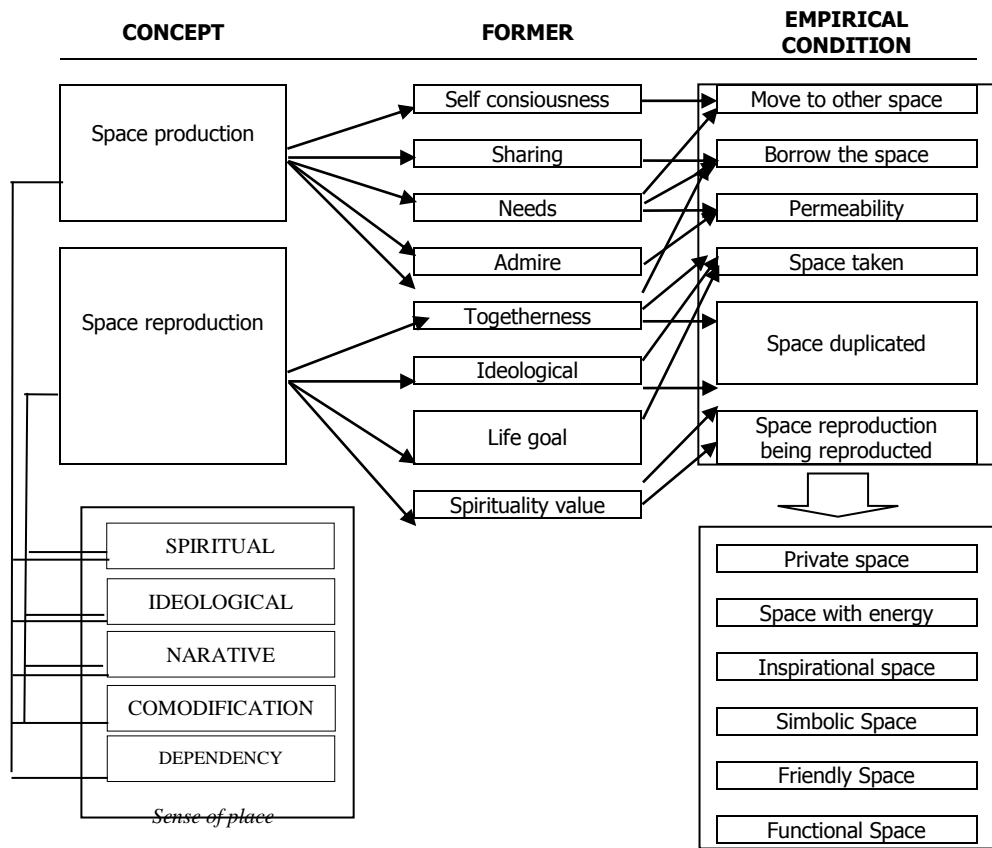 CONCEPT
FORMER
EMPIRICAL
CONDITION
Space production
Space reproduction
Self consiousness
Sharing
Needs
Admire
Togetherness
Ideological
Life goal
Spirituality value
Move to other space
Borrow the space
Permeability
Space taken
Space duplicated
Space reproduction
being reproducted
SPIRITUAL
IDEOLOGICAL
NARATIVE
COMODIFICATION
DEPENDENCY
Sense of place
Private space
Space with energy
Inspirational space
Simbolic Space
Friendly Space
Functional Space